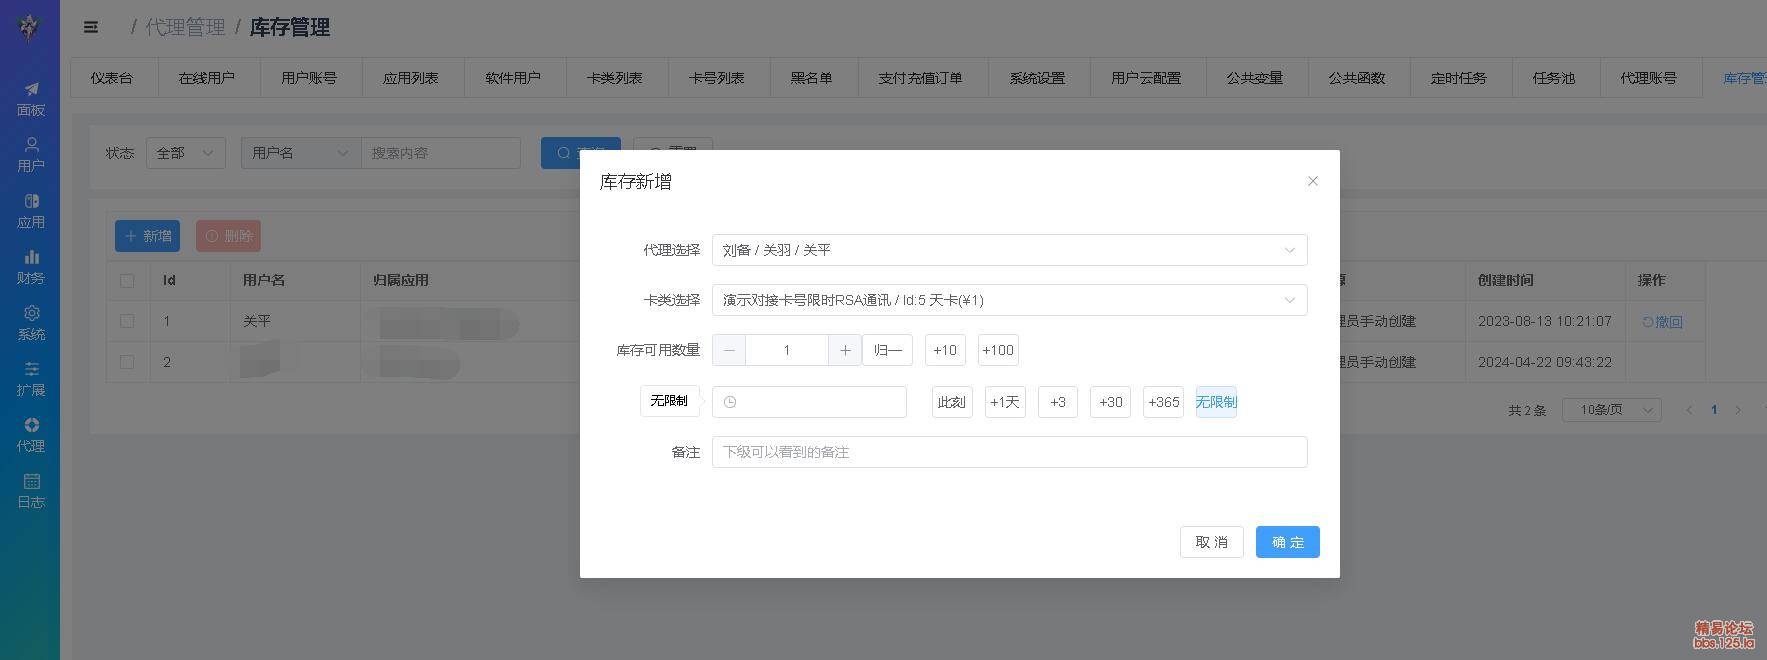 / 代理管理 / 库存管理
仪表台 在线用户 用户账号 应用列表 软件用户 卡类列表 卡号列表 黑名单 支付充值订单 系统设置 用户云配置 公共变量 公共函数 定时任务 任务池 代理账号 库存管
面板
用户
应用
财务
系统
扩展
代理
日志
状态 全部 用户名 搜索内容
新增 删除
Id 用户名 归属应用 创建时间 操作
1 关平 员手动创建 2023-08-13 10:21:07 撤回
2 员手动创建 2024-04-22 09:43:22
共 2 条 10条/页 1
库存新增
代理选择 刘备 / 关羽 / 关平
卡类选择 演示对接卡号限时RSA通讯 / Id:5 天卡(¥1)
库存可用数量 1 归一 +10 +100
无限制 此刻 +1天 +3 +30 +365 无限制
备注 下级可以看到的备注
取 消 确 定
精易论坛
bbs.125.la